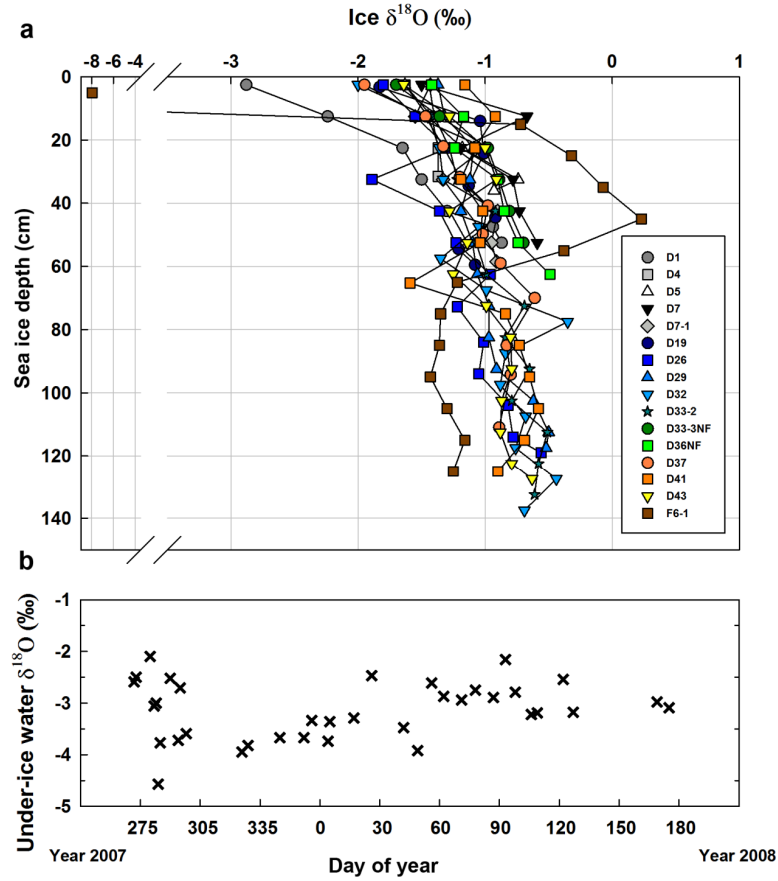 Ice δ18O (‰)
a
-8 -6 -4 -3 -2 -1 0 1
0
20
40
60
80
100
120
140
Sea ice depth (cm)
D1
D4
D5
D7
D7-1
D19
D26
D29
D32
D33-2
D33-3NF
D36NF
D37
D41
D43
F6-1
b
-1
-2
-3
-4
-5
Under-ice water δ18O (‰)
275 305 335 0 30 60 90 120 150 180
Year 2007 Day of year Year 2008